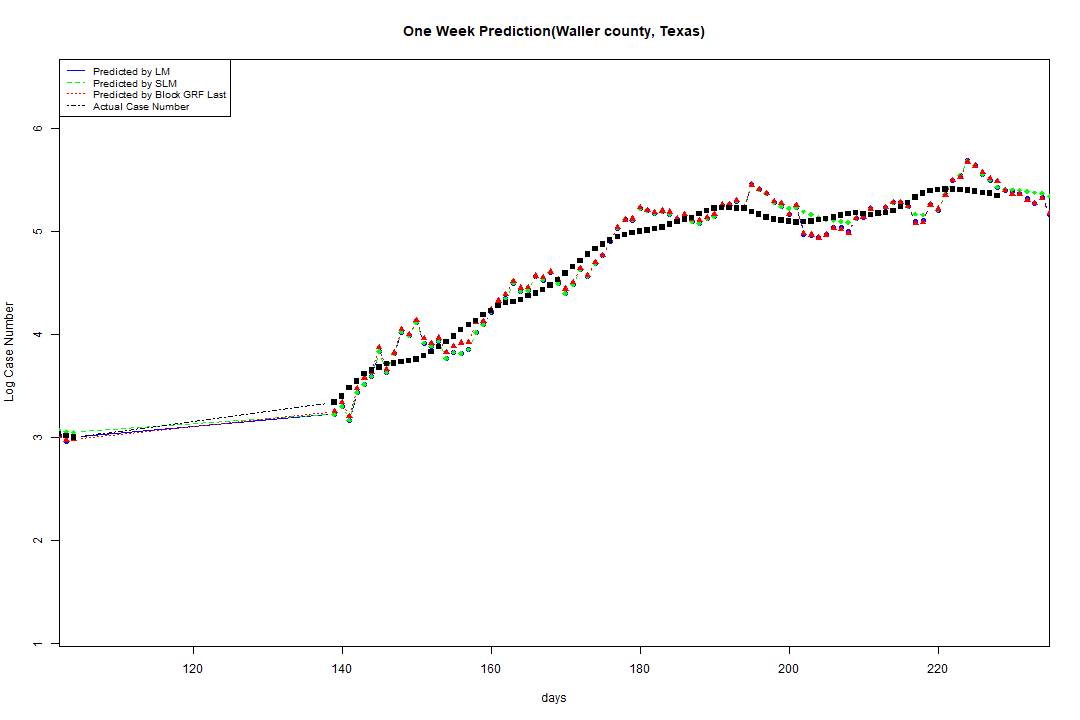 One Week Prediction(Waller county, Texas)
Predicted by LM
Predicted by SLM
Predicted by Block GRF Last
Actual Case Number
6
5
4
3
2
1
Log Case Number
120 140 160 180 200 220
days